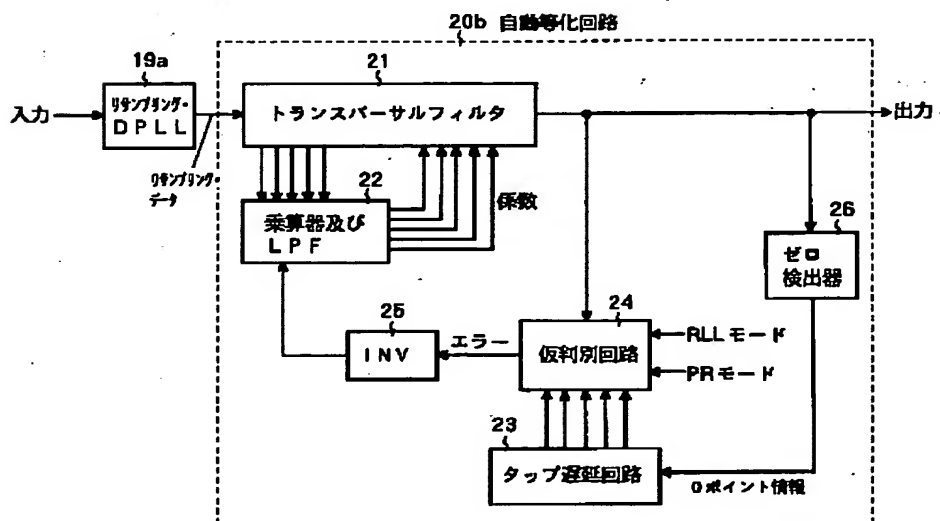 20b 自動等化回路
19a
21
入力
リサンプリング・
DPLL
トランスバーサルフィルタ
出力
リサンプリング・
データ
22
係数
乗算器及び
LPF
26
ゼロ
検出器
25
INV
エラー
24
仮判別回路
RLLモード
PRモード
23
タップ遅延回路
0ポイント情報